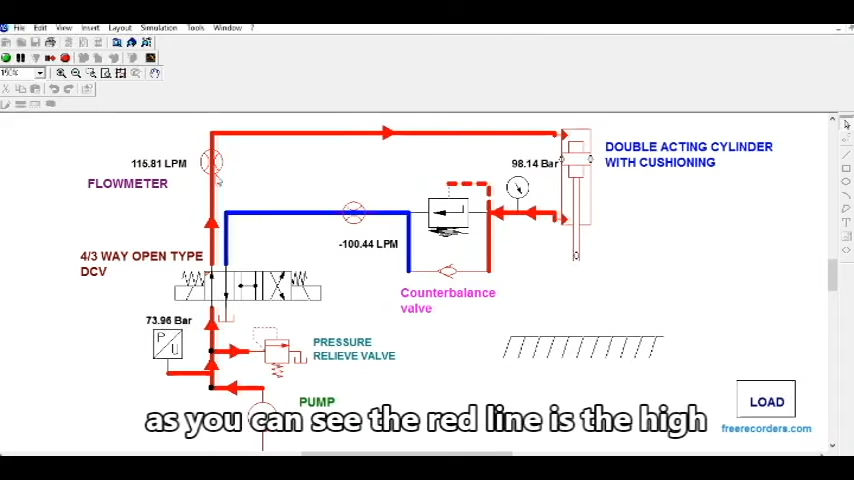 File Edit View Insert Layout Simulation Tools Window ?
150%
115.81 LPM
FLOWMETER
98.14 Bar
DOUBLE ACTING CYLINDER
WITH CUSHIONING
-100.44 LPM
4/3 WAY OPEN TYPE
DCV
Counterbalance
valve
73.96 Bar
P
U
PRESSURE
RELIEVE VALVE
PUMP
LOAD
as you can see the red line is the high
freerecorders.com